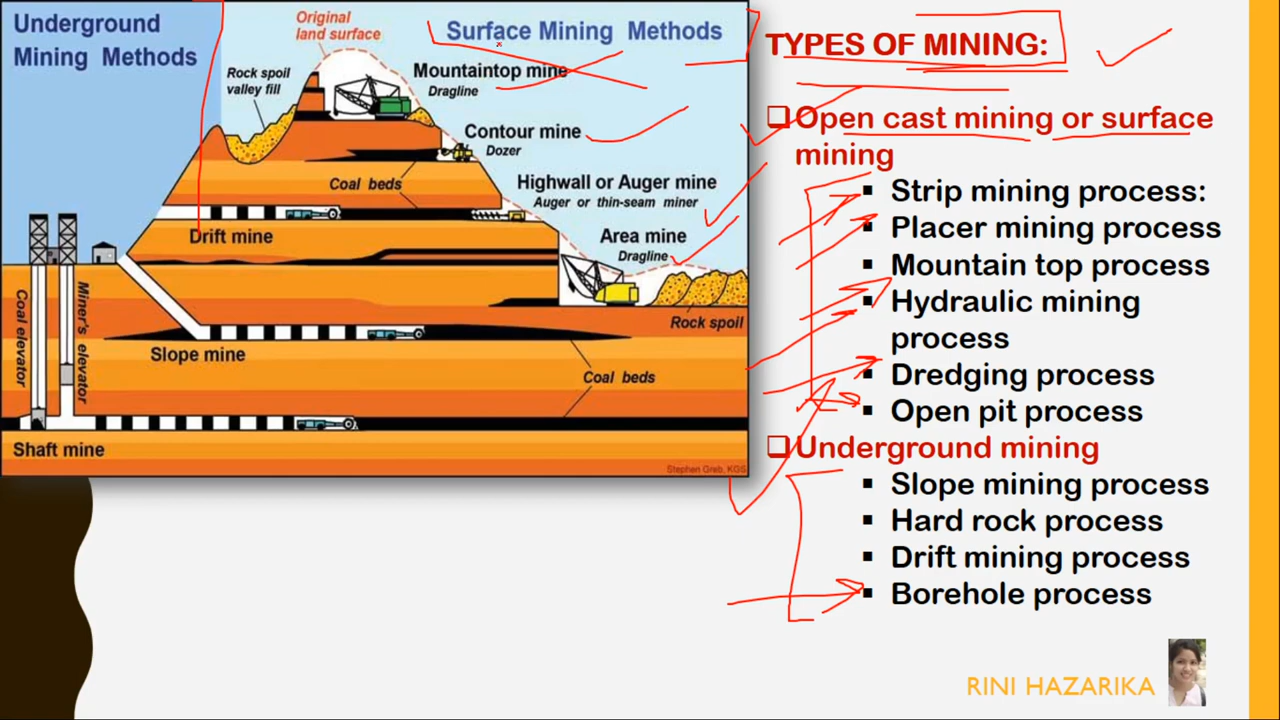 Underground
Mining Methods
Original
land surface
Surface Mining Methods
Rock spoil
valley fill
Mountaintop mine
Dragline
Contour mine
Dozer
Coal beds
Highwall or Auger mine
Auger or thin-seam miner
Drift mine
Area mine
Dragline
Rock spoil
Coal elevator
Miner's elevator
Slope mine
Coal beds
Shaft mine
Stephen Greb, KGS
TYPES OF MINING:
Open cast mining or surface
mining
Strip mining process:
Placer mining process
Mountain top process
Hydraulic mining
process
Dredging process
Open pit process
Underground mining
Slope mining process
Hard rock process
Drift mining process
Borehole process
RINI HAZARIKA